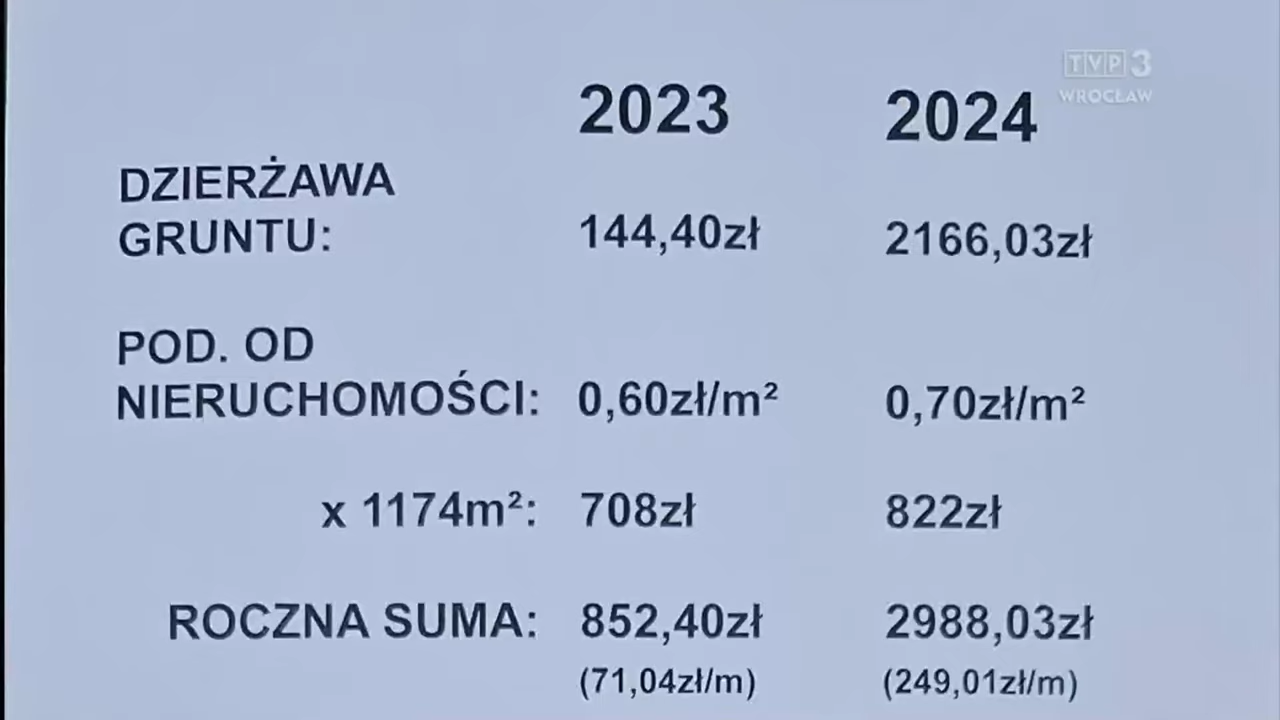 TVP3
WROCŁAW
2023 2024
DZIERŻAWA
GRUNTU: 144,40zł 2166,03zł
POD. OD
NIERUCHOMOŚCI: 0,60zł/m² 0,70zł/m²
x 1174m²: 708zł 822zł
ROCZNA SUMA: 852,40zł 2988,03zł
(71,04zł/m) (249,01zł/m)